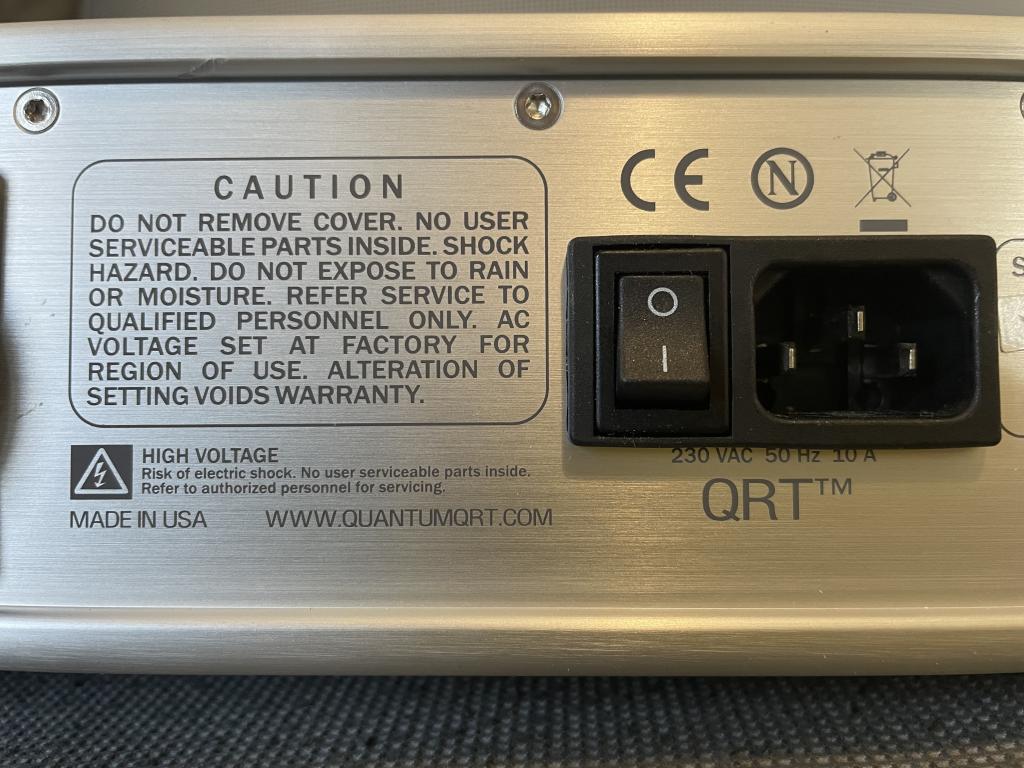 CAUTION
DO NOT REMOVE COVER. NO USER
SERVICEABLE PARTS INSIDE. SHOCK
HAZARD. DO NOT EXPOSE TO RAIN
OR MOISTURE. REFER SERVICE TO
QUALIFIED PERSONNEL ONLY. AC
VOLTAGE SET AT FACTORY FOR
REGION OF USE. ALTERATION OF
SETTING VOIDS WARRANTY.
HIGH VOLTAGE
Risk of electric shock. No user serviceable parts inside.
Refer to authorized personnel for servicing.
MADE IN USA WWW.QUANTUMQRT.COM
CE N
O
I
230 VAC 50 Hz 10 A
QRT™